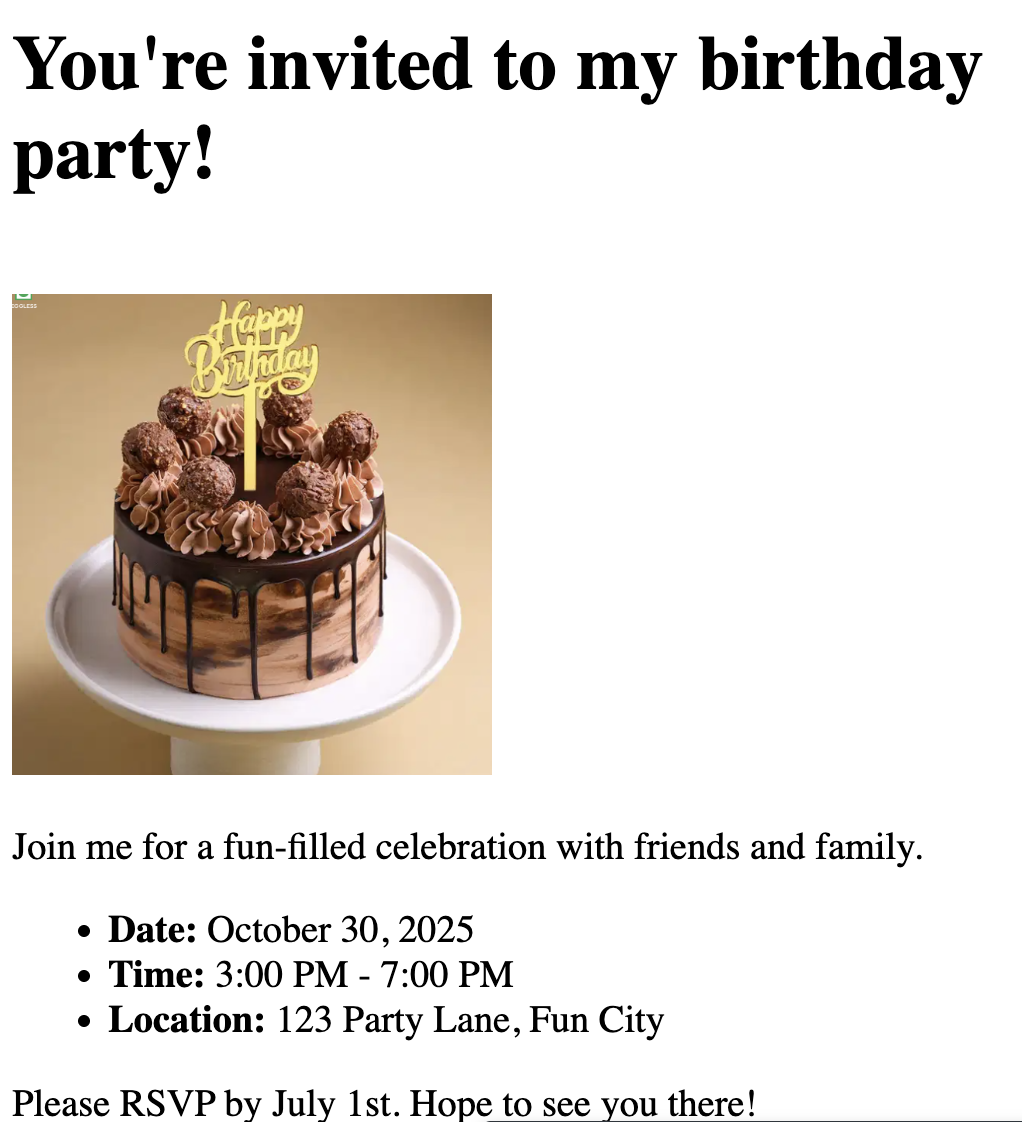 You're invited to my birthday
party!
Happy
Birthday
Join me for a fun-filled celebration with friends and family.
• Date: October 30, 2025
• Time: 3:00 PM - 7:00 PM
• Location: 123 Party Lane, Fun City
Please RSVP by July 1st. Hope to see you there!